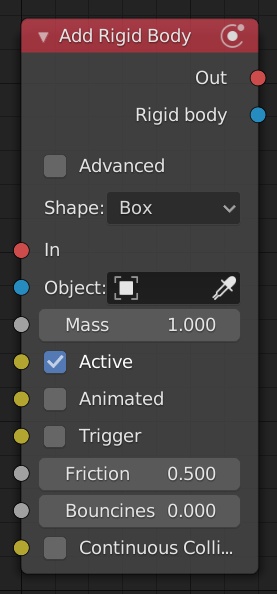 Add Rigid Body
Out
Rigid body
Advanced
Shape: Box
In
Object:
Mass 1.000
Active
Animated
Trigger
Friction 0.500
Bouncines 0.000
Continuous Colli...